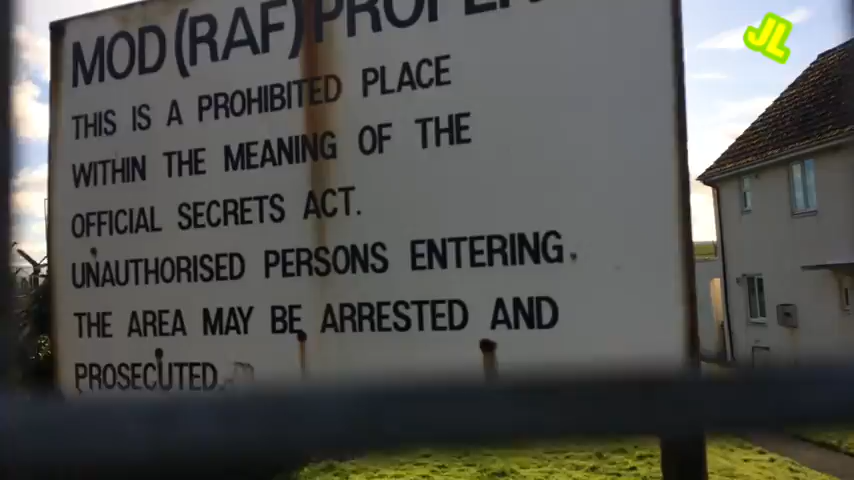 MOD (RAF) PROPER
THIS IS A PROHIBITED PLACE
WITHIN THE MEANING OF THE
OFFICIAL SECRETS ACT.
UNAUTHORISED PERSONS ENTERING
THE AREA MAY BE ARRESTED AND
PROSECUTED.
JL